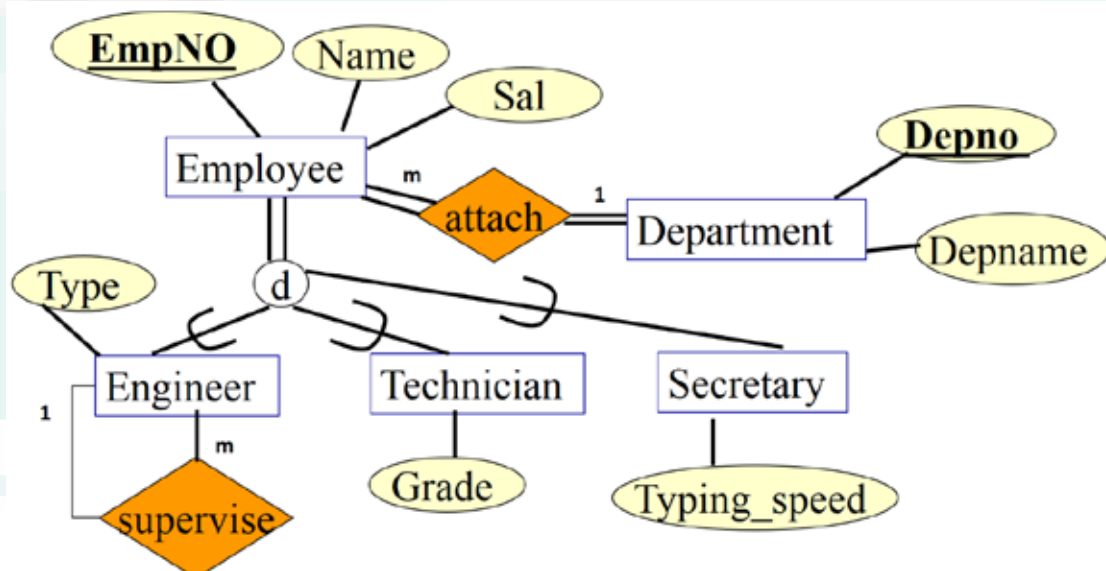 EmpNO
Name
Sal
Depno
Employee
m
attach
1
Department
Depname
Type
d
Engineer
Technician
Secretary
1
m
Grade
Typing_speed
supervise